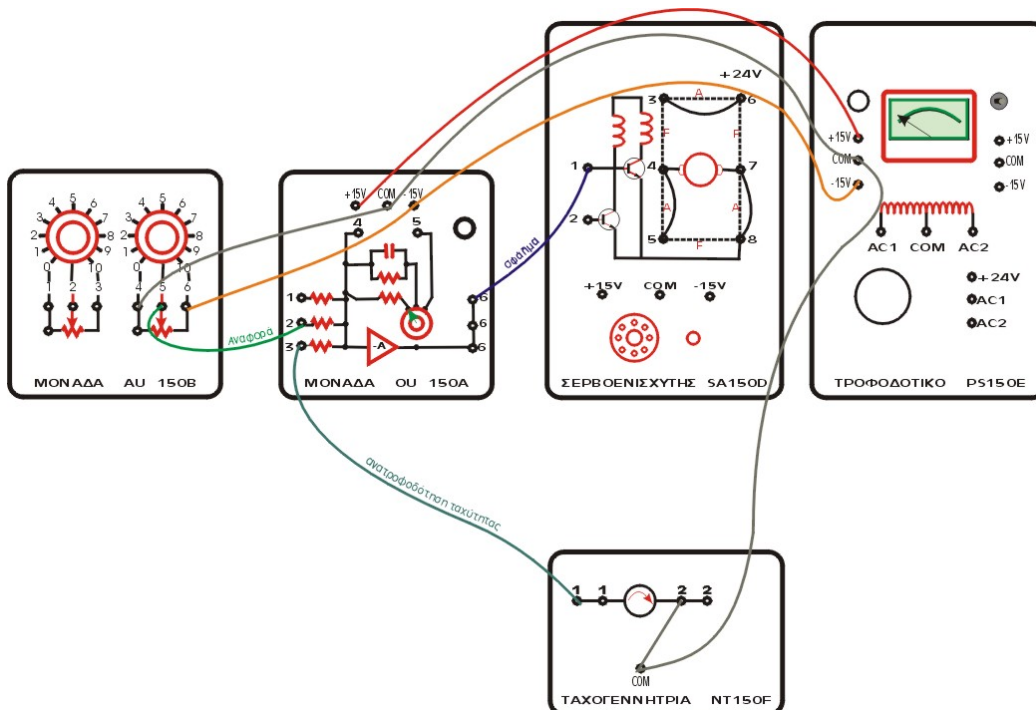 +24V
3 A 6
F F
1 4 7
2
A A
5 F 8
+15V COM -15V
ΣΕΡΒΟΕΝΙΣΧΥΤΗΣ SA150D
+15V
COM
-15V
+15V
COM
-15V
AC1 COM AC2
+24V
AC1
AC2
ΤΡΟΦΟΔΟΤΙΚΟ PS150E
0 1 2 3 4 5 6 7 8 9 10
0 1 2 3 4 5 6 7 8 9 10
1 2 3 4 5 6
ΜΟΝΑΔΑ AU 150B
+15V COM -15V
4 5
1
2
3
-A
6
6
6
ΜΟΝΑΔΑ OU 150A
Αναφορά
σφάλμα
ανατροφοδότηση ταχύτητας
1 1 2 2
COM
ΤΑΧΟΓΕΝΝΗΤΡΙΑ NT150F